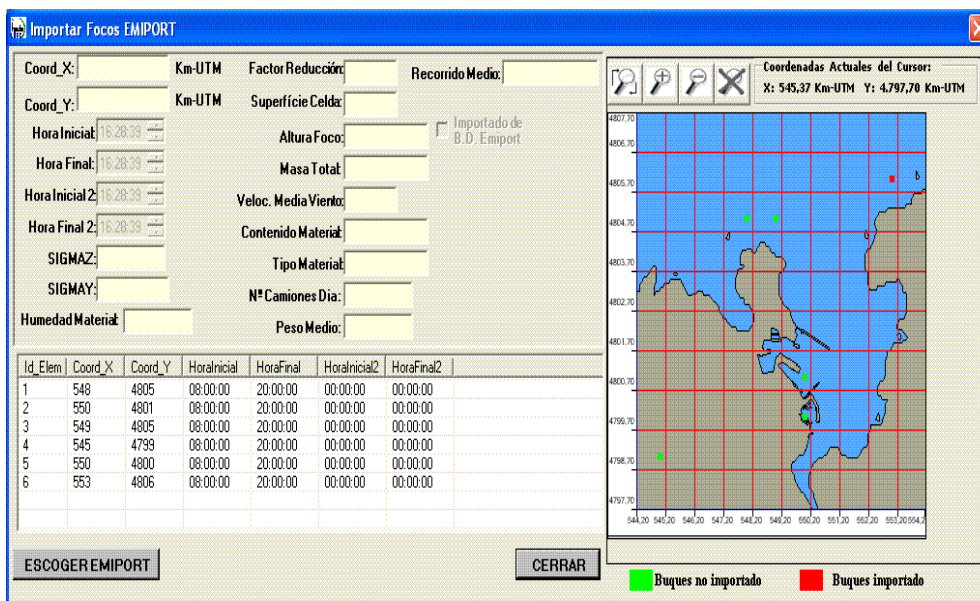 Importar Focos EMIPORT
Coord_X: Km-UTM Factor Reducción: Recorrido Medio:
Coord_Y: Km-UTM Superfície Celda:
Hora Inicial: 16:28:39 Altura Foco: Importado de
B.D. Emiport
Hora Final: 16:28:39 Masa Total:
Hora Inicial 2: 16:28:39 Veloc. Media Viento:
Hora Final 2: 16:28:39 Contenido Material:
SIGMAZ: Tipo Material:
SIGMAY: Nº Camiones Dia:
Humedad Material: Peso Medio:
Coordenadas Actuales del Cursor:
X: 545,37 Km-UTM Y: 4.797,70 Km-UTM
4807,70
4806,70
4805,70
4804,70
4803,70
4802,70
4801,70
4800,70
4799,70
4798,70
4797,70
544,20 545,20 546,20 547,20 548,20 549,20 550,20 551,20 552,20 553,20 554,2
Id_Elem Coord_X Coord_Y HoraInicial HoraFinal HoraInicial2 HoraFinal2
1 548 4805 08:00:00 20:00:00 00:00:00 00:00:00
2 550 4801 08:00:00 20:00:00 00:00:00 00:00:00
3 549 4805 08:00:00 20:00:00 00:00:00 00:00:00
4 545 4799 08:00:00 20:00:00 00:00:00 00:00:00
5 550 4800 08:00:00 20:00:00 00:00:00 00:00:00
6 553 4806 08:00:00 20:00:00 00:00:00 00:00:00
ESCOGER EMIPORT CERRAR
Buques no importado Buques importado